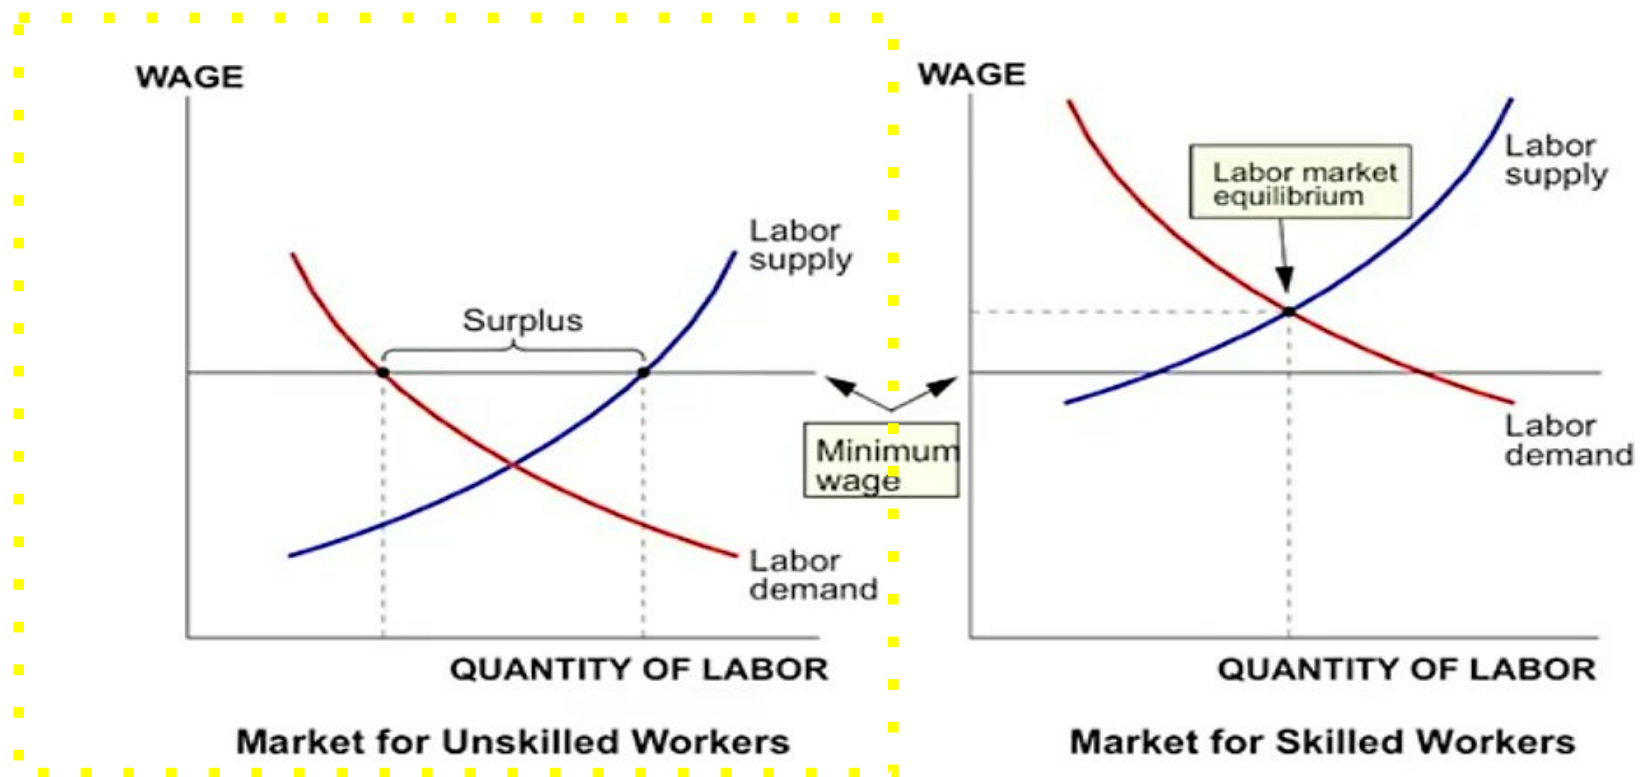 WAGE
Labor
supply
Surplus
Minimum
wage
Labor
demand
QUANTITY OF LABOR
Market for Unskilled Workers
WAGE
Labor market
equilibrium
Labor
supply
Labor
demand
QUANTITY OF LABOR
Market for Skilled Workers